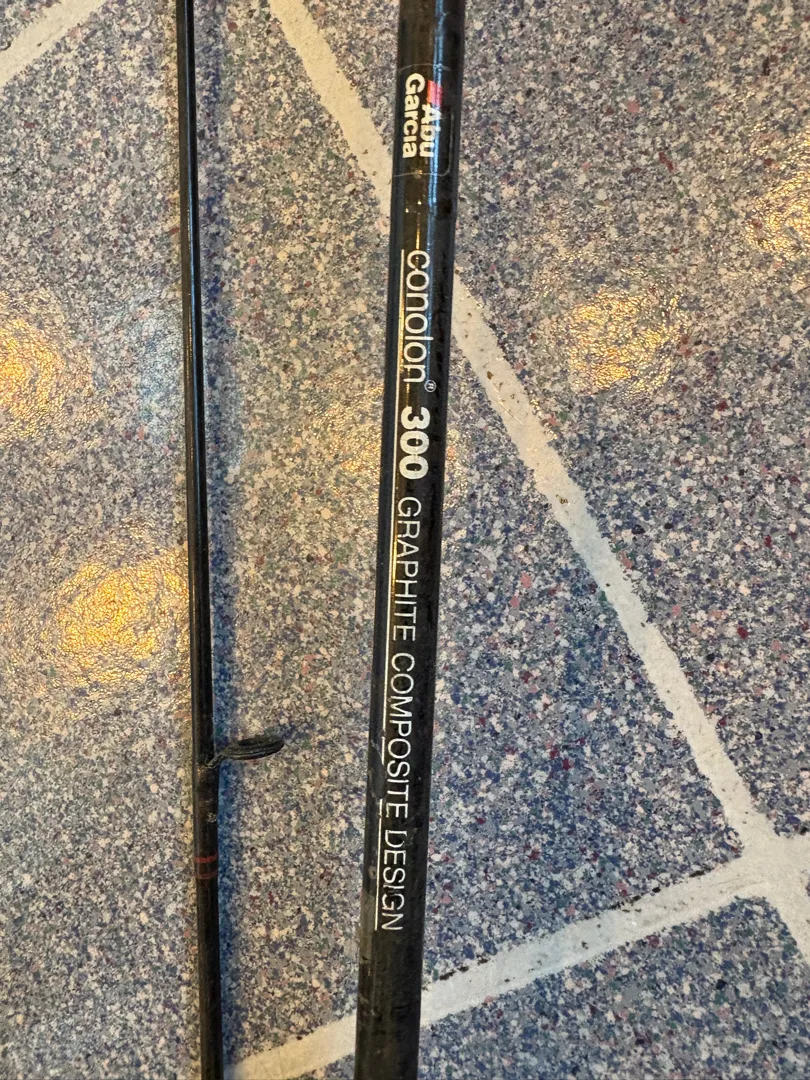 Abu
Garcia
conolon® 300 GRAPHITE COMPOSITE DESIGN